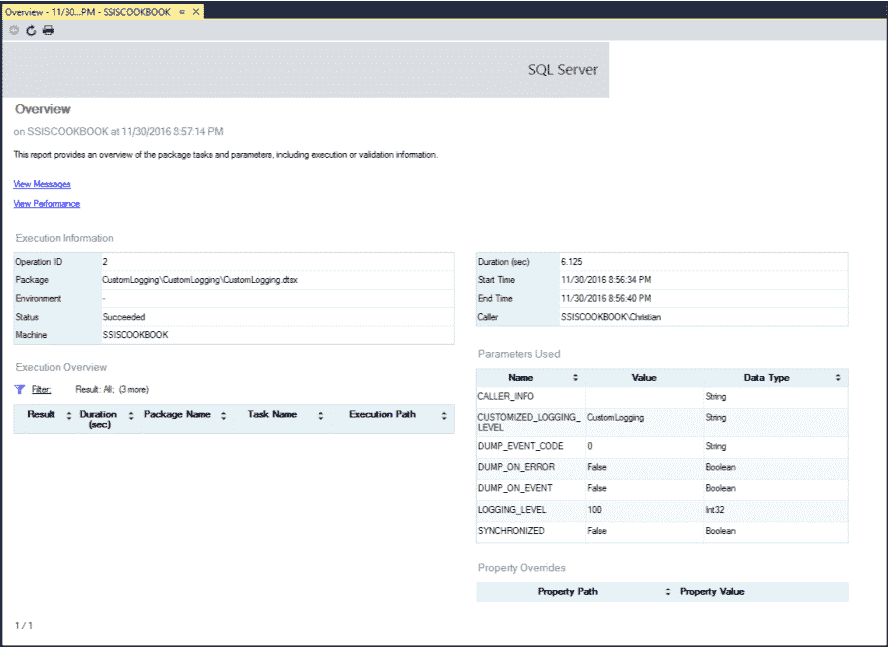 Overview - 11/30...PM - SSISCOOKBOOK
SQL Server
Overview
on SSISCOOKBOOK at 11/30/2016 8:57:14 PM
This report provides an overview of the package tasks and parameters, including execution or validation information.
View Messages
View Performance
Execution Information
Operation ID 2
Package CustomLogging\CustomLogging\CustomLogging.dtsx
Environment -
Status Succeeded
Machine SSISCOOKBOOK
Duration (sec) 6.125
Start Time 11/30/2016 8:56:34 PM
End Time 11/30/2016 8:56:40 PM
Caller SSISCOOKBOOK\Christian
Execution Overview
Filter: Result: All; (3 more)
Result Duration (sec) Package Name Task Name Execution Path
Parameters Used
Name Value Data Type
CALLER_INFO String
CUSTOMIZED_LOGGING_ CustomLogging String
LEVEL
DUMP_EVENT_CODE 0 String
DUMP_ON_ERROR False Boolean
DUMP_ON_EVENT False Boolean
LOGGING_LEVEL 100 Int32
SYNCHRONIZED False Boolean
Property Overrides
Property Path Property Value
1 / 1